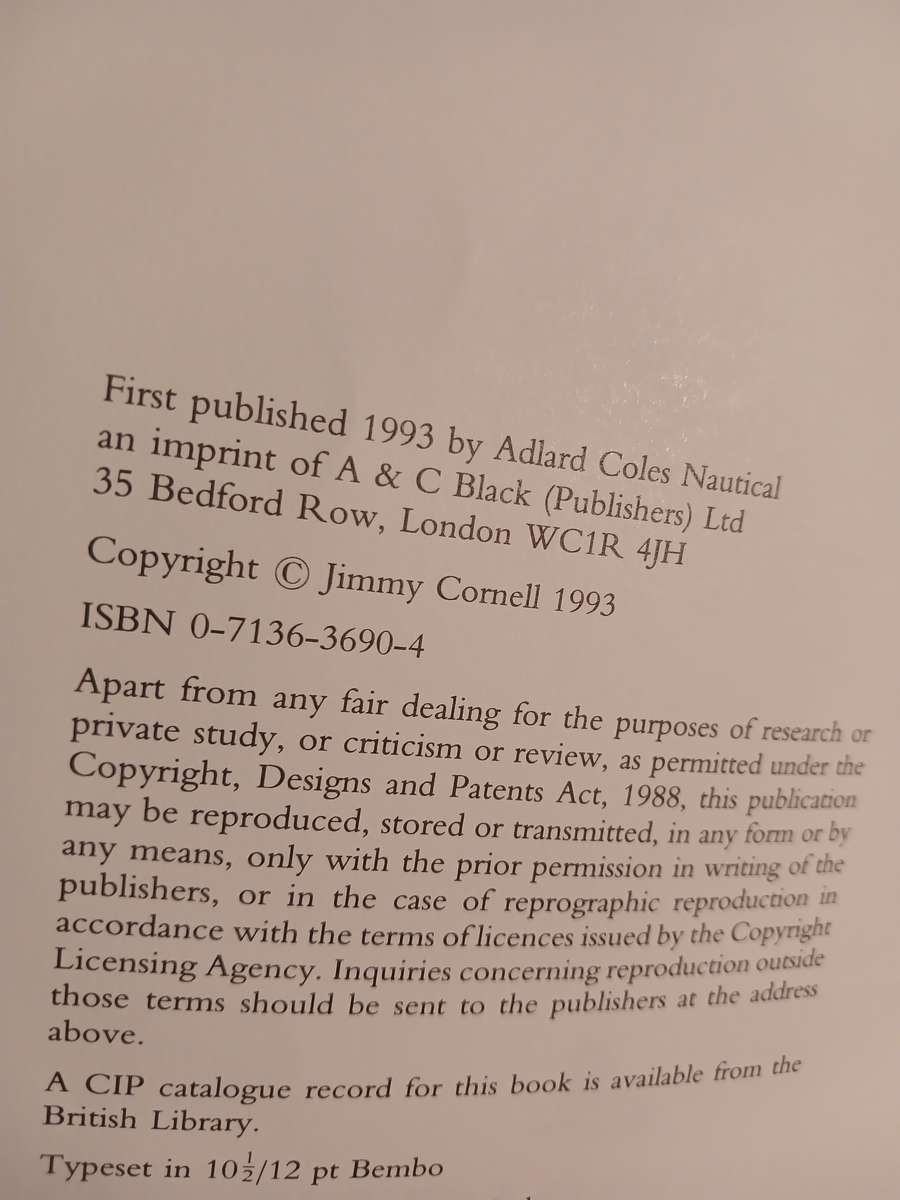 First published 1993 by Adlard Coles Nautical
an imprint of A & C Black (Publishers) Ltd
35 Bedford Row, London WC1R 4JH
Copyright © Jimmy Cornell 1993
ISBN 0-7136-3690-4
Apart from any fair dealing for the purposes of research or
private study, or criticism or review, as permitted under the
Copyright, Designs and Patents Act, 1988, this publication
may be reproduced, stored or transmitted, in any form or by
any means, only with the prior permission in writing of the
publishers, or in the case of reprographic reproduction in
accordance with the terms of licences issued by the Copyright
Licensing Agency. Inquiries concerning reproduction outside
those terms should be sent to the publishers at the address
above.
A CIP catalogue record for this book is available from the
British Library.
Typeset in 10½/12 pt Bembo